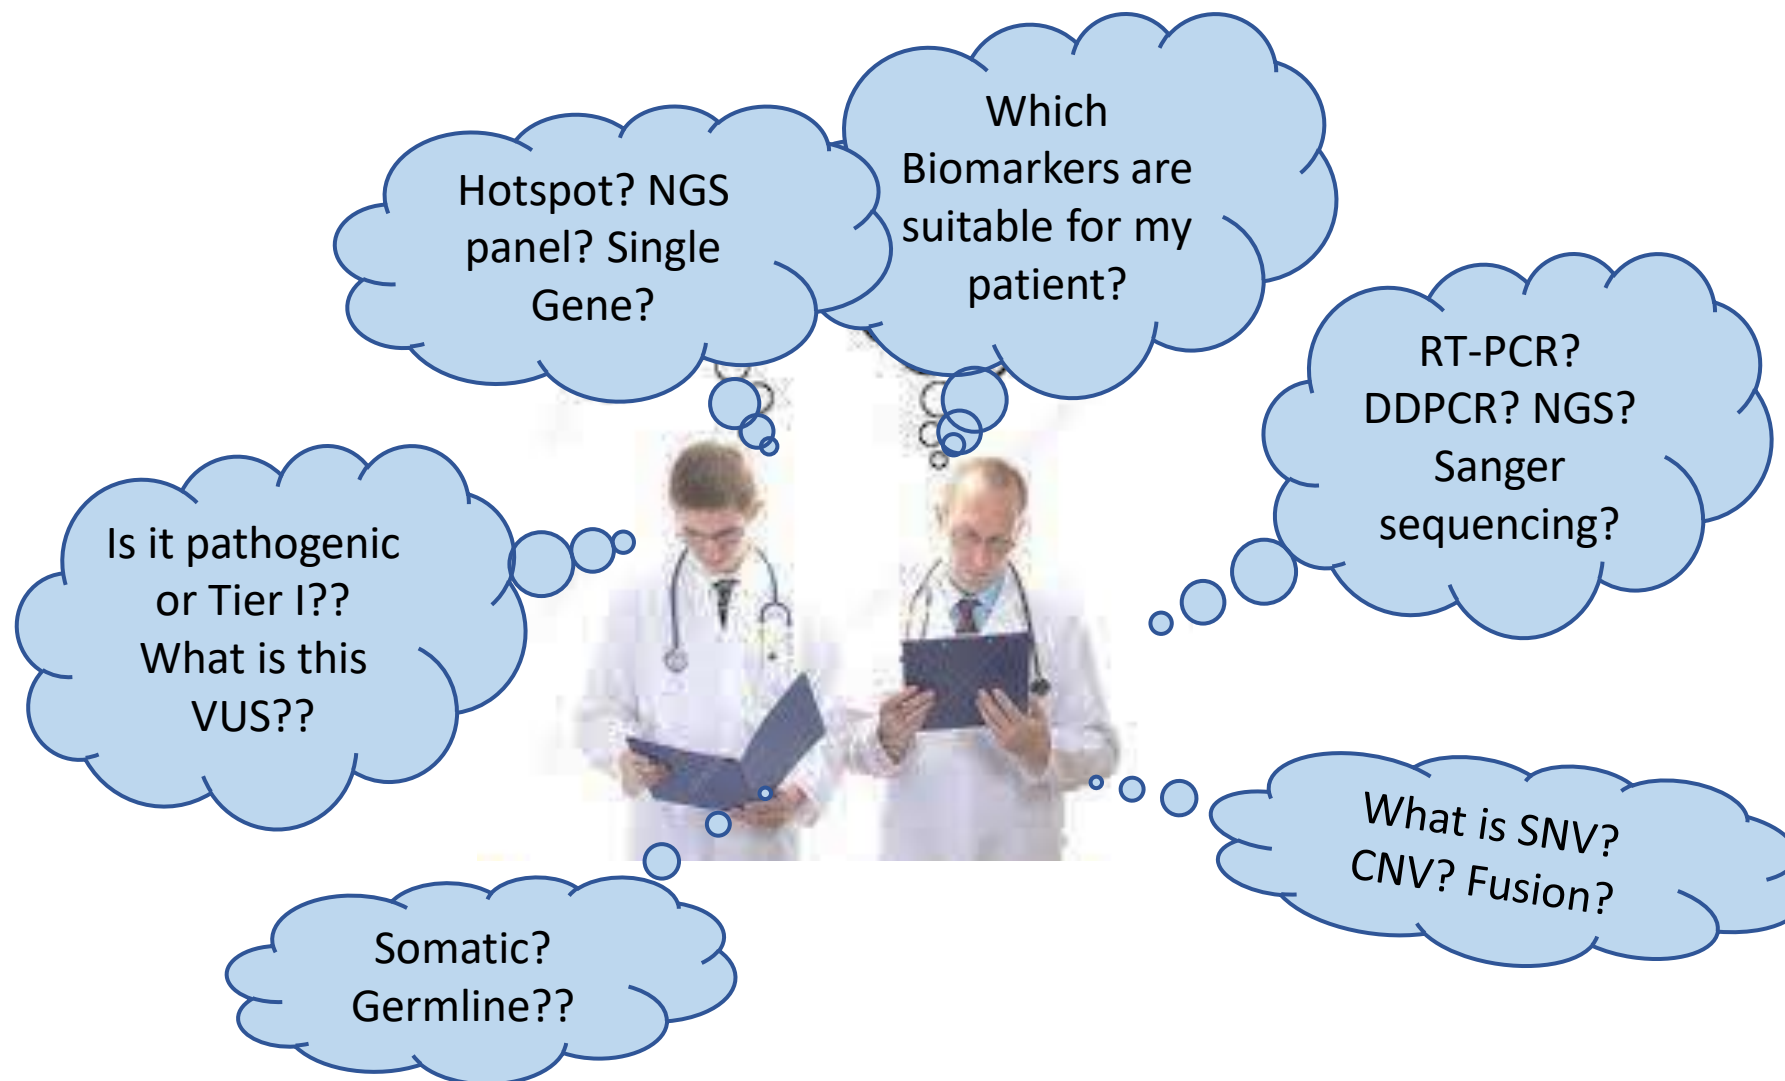 Which
Biomarkers are
suitable for my
patient?
Hotspot? NGS
panel? Single
Gene?
RT-PCR?
DDPCR? NGS?
Sanger
sequencing?
Is it pathogenic
or Tier I??
What is this
VUS??
What is SNV?
CNV? Fusion?
Somatic?
Germline??